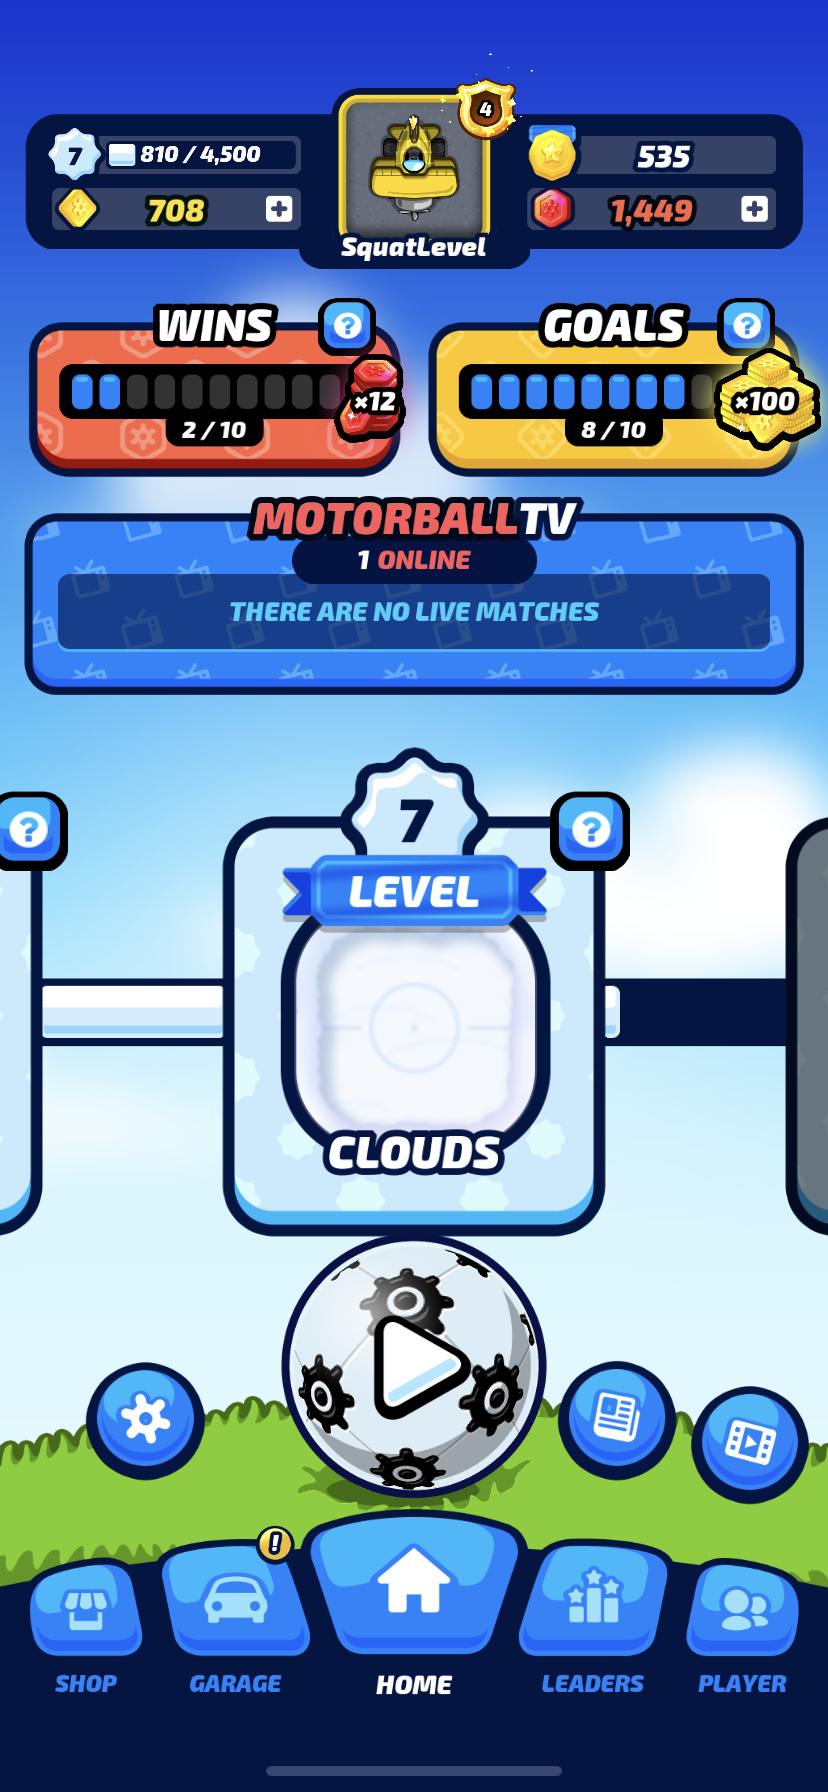 4
7
810 / 4,500
535
708
1,449
SquatLevel
WINS
?
GOALS
?
×12
×100
2 / 10
8 / 10
MOTORBALLTV
1 ONLINE
THERE ARE NO LIVE MATCHES
7
?
?
LEVEL
CLOUDS
!
SHOP
GARAGE
HOME
LEADERS
PLAYER